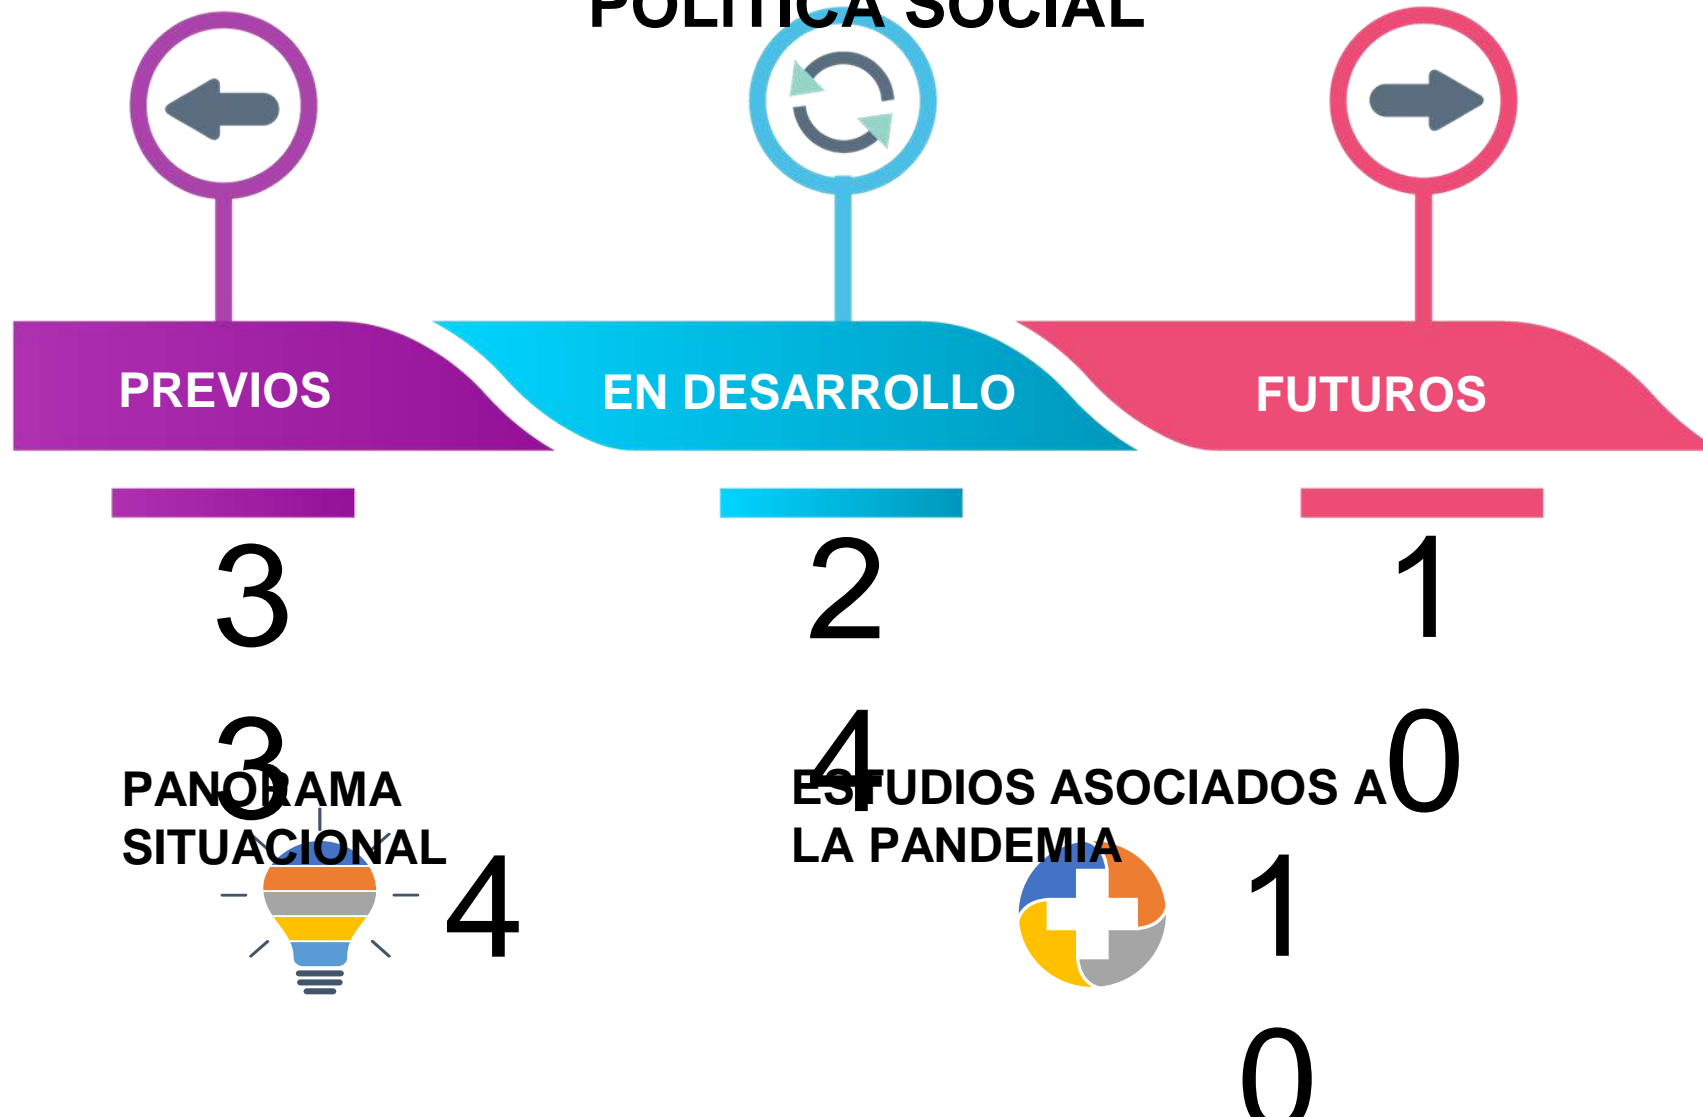 POLÍTICA SOCIAL
PREVIOS
EN DESARROLLO
FUTUROS
3
3
2
4
1
0
PANORAMA
SITUACIONAL
4
ESTUDIOS ASOCIADOS A
LA PANDEMIA
1
0